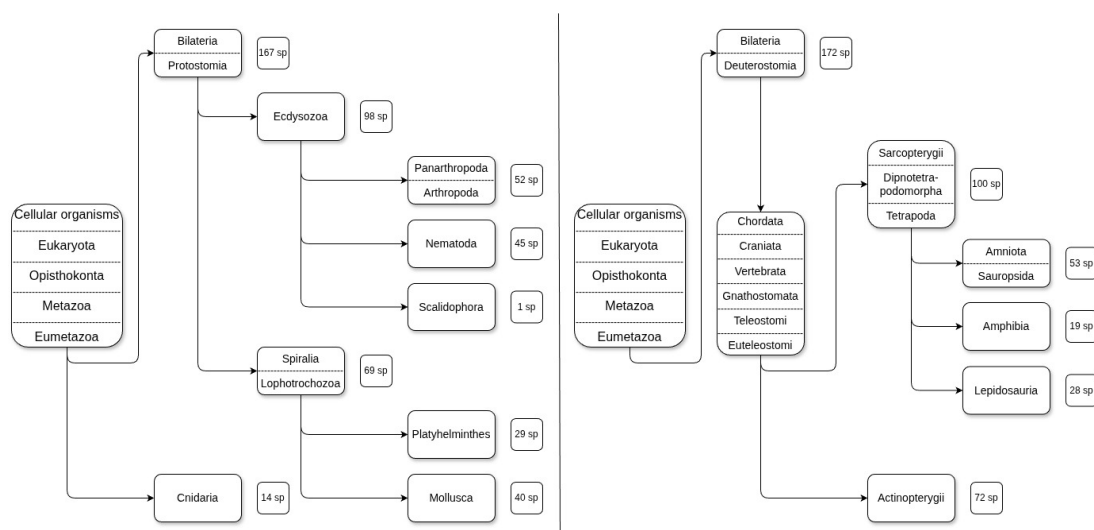 Bilateria
Protostomia
167 sp
Ecdysozoa
98 sp
Panarthropoda
Arthropoda
52 sp
Cellular organisms
Eukaryota
Opisthokonta
Metazoa
Eumetazoa
Nematoda
45 sp
Scalidophora
1 sp
Spiralia
Lophotrochozoa
69 sp
Platyhelminthes
29 sp
Cnidaria
14 sp
Mollusca
40 sp
Bilateria
Deuterostomia
172 sp
Sarcopterygii
Dipnotetra-
podomorpha
Tetrapoda
100 sp
Cellular organisms
Eukaryota
Opisthokonta
Metazoa
Eumetazoa
Chordata
Craniata
Vertebrata
Gnathostomata
Teleostomi
Euteleostomi
Amniota
Sauropsida
53 sp
Amphibia
19 sp
Lepidosauria
28 sp
Actinopterygii
72 sp